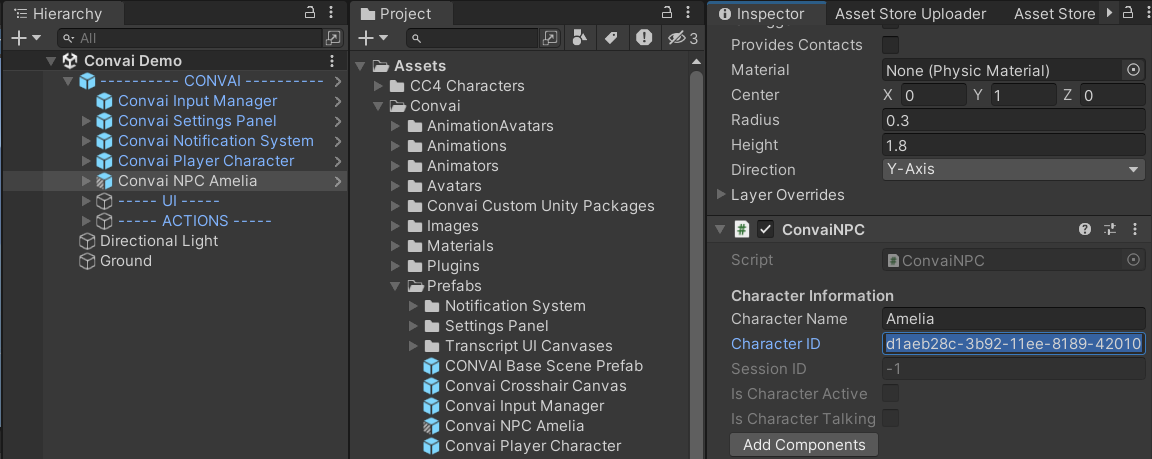 Hierarchy
All
Convai Demo
---------- CONVAI ----------
Convai Input Manager
Convai Settings Panel
Convai Notification System
Convai Player Character
Convai NPC Amelia
----- UI -----
----- ACTIONS -----
Directional Light
Ground
Project
3
Assets
CC4 Characters
Convai
AnimationAvatars
Animations
Animators
Avatars
Convai Custom Unity Packages
Images
Materials
Plugins
Prefabs
Notification System
Settings Panel
Transcript UI Canvases
CONVAI Base Scene Prefab
Convai Crosshair Canvas
Convai Input Manager
Convai NPC Amelia
Convai Player Character
Inspector Asset Store Uploader Asset Store
Provides Contacts
Material None (Physic Material)
Center X 0 Y 1 Z 0
Radius 0.3
Height 1.8
Direction Y-Axis
Layer Overrides
# ConvaiNPC
Script ConvaiNPC
Character Information
Character Name Amelia
Character ID d1aeb28c-3b92-11ee-8189-42010
Session ID -1
Is Character Active
Is Character Talking
Add Components